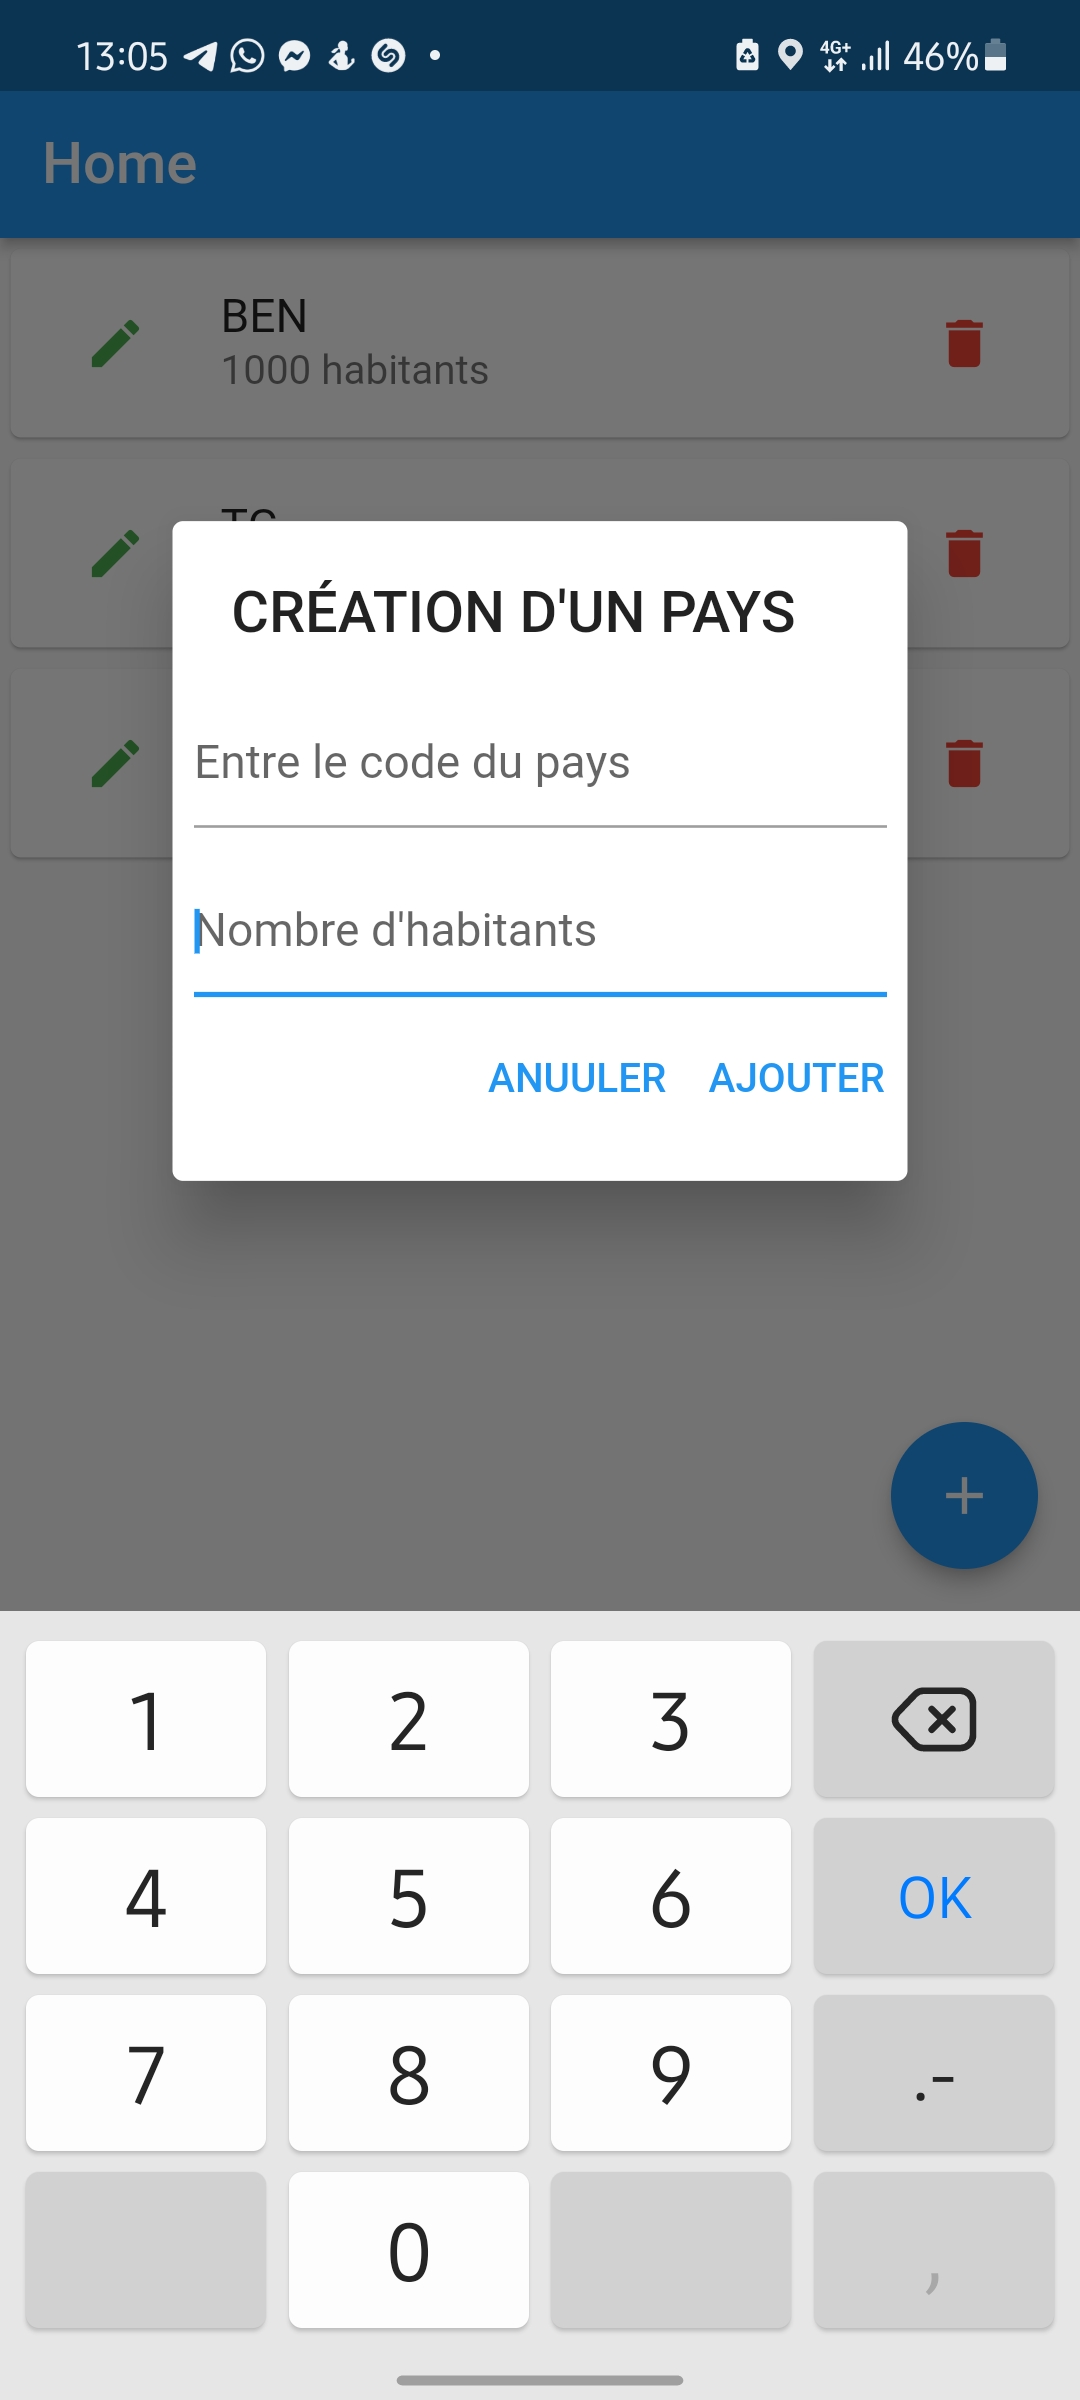 13:05 4G+ 46%
Home
BEN
1000 habitants
CRÉATION D'UN PAYS
Entre le code du pays
Nombre d'habitants
ANUULER AJOUTER
+
1 2 3
4 5 6 OK
7 8 9 .-
0 ,